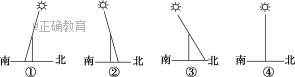 @正确教育
南 北 南 北 南 北 南 北
① ② ③ ④